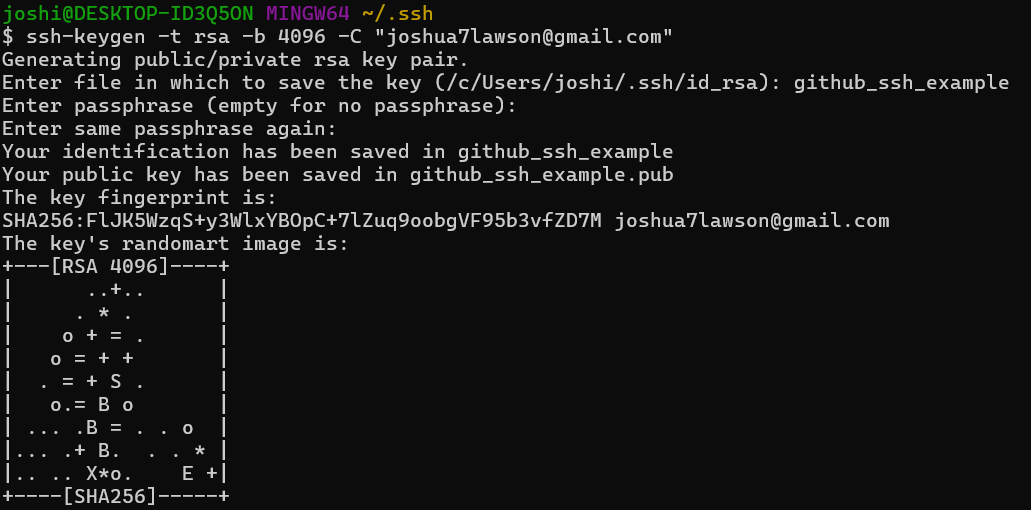 joshi@DESKTOP-ID3Q5ON MINGW64 ~/.ssh
$ ssh-keygen -t rsa -b 4096 -C "joshua7lawson@gmail.com"
Generating public/private rsa key pair.
Enter file in which to save the key (/c/Users/joshi/.ssh/id_rsa): github_ssh_example
Enter passphrase (empty for no passphrase):
Enter same passphrase again:
Your identification has been saved in github_ssh_example
Your public key has been saved in github_ssh_example.pub
The key fingerprint is:
SHA256:FlJK5WzqS+y3WlxYBOpC+7lZuq9oobgVF95b3vfZD7M joshua7lawson@gmail.com
The key's randomart image is:
+---[RSA 4096]----+
|      ..+..      |
|     . * .       |
|    o + = .      |
|   o = + +       |
|  . = + S .      |
|   o.= B o       |
| ... .B = . . o  |
|... .+ B.  . . * |
|.. .. X*o.    E +|
+----[SHA256]-----+